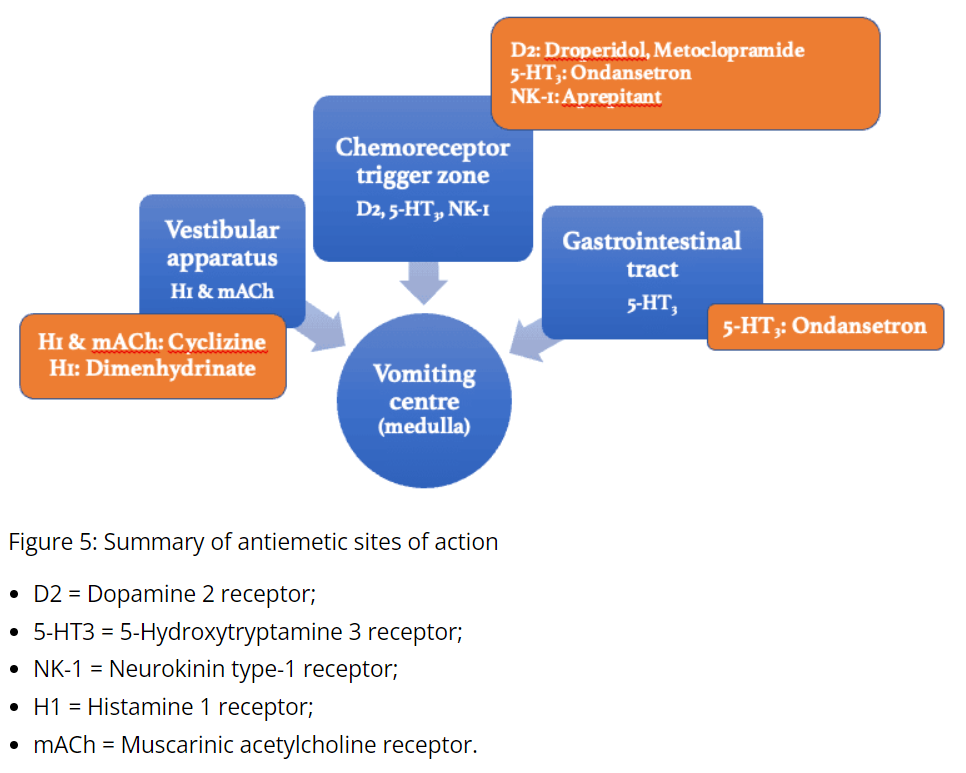 D2: Droperidol, Metoclopramide
5-HT₃: Ondansetron
NK-1: Aprepitant
Chemoreceptor
trigger zone
D2, 5-HT₃, NK-1
Vestibular
apparatus
H1 & mACh
Gastrointestinal
tract
5-HT₃
H1 & mACh: Cyclizine
H1: Dimenhydrinate
5-HT₃: Ondansetron
Vomiting
centre
(medulla)
Figure 5: Summary of antiemetic sites of action
• D2 = Dopamine 2 receptor;
• 5-HT3 = 5-Hydroxytryptamine 3 receptor;
• NK-1 = Neurokinin type-1 receptor;
• H1 = Histamine 1 receptor;
• mACh = Muscarinic acetylcholine receptor.